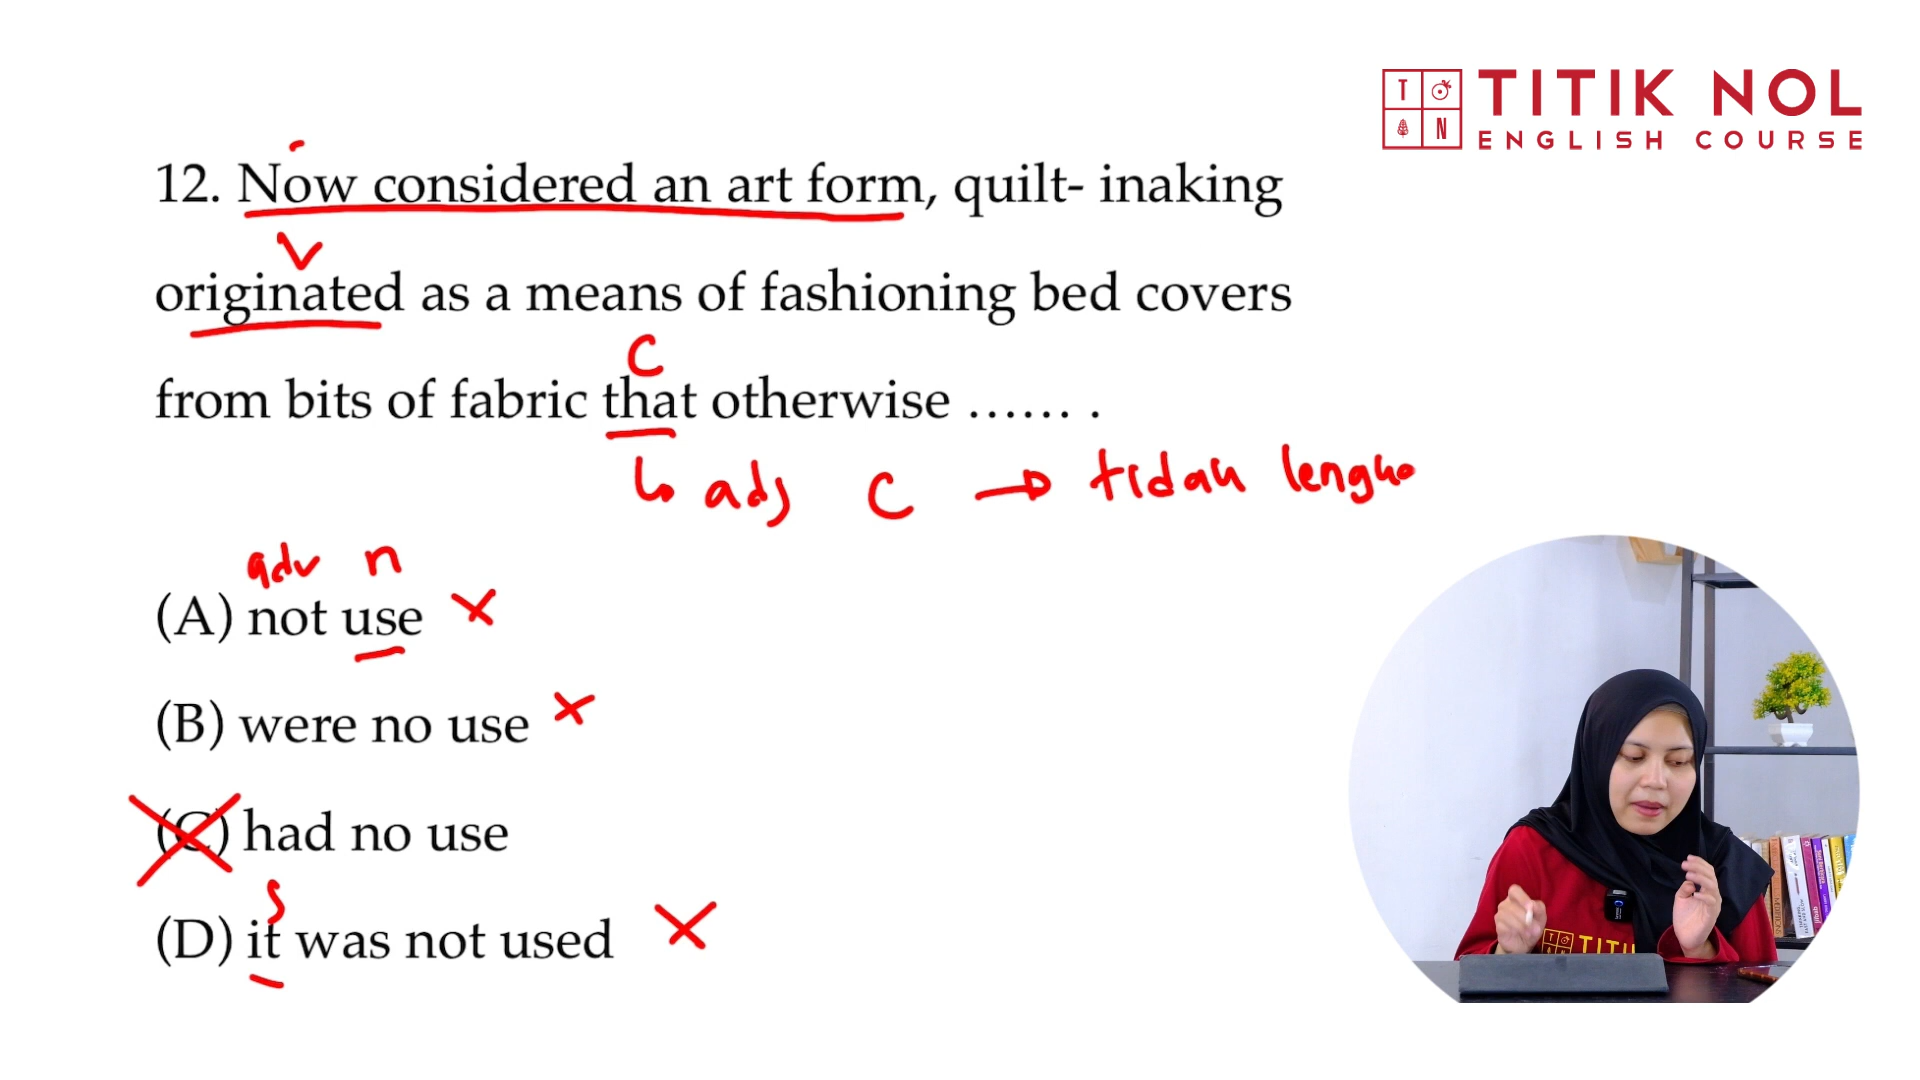 T
N
TITIK NOL
ENGLISH COURSE
12. Now considered an art form, quilt- inaking
V
originated as a means of fashioning bed covers
C
from bits of fabric that otherwise ...... .
adj C → tidak
adv n
(A) not use
(B) were no use
(C) had no use
S
(D) it was not used
TITI